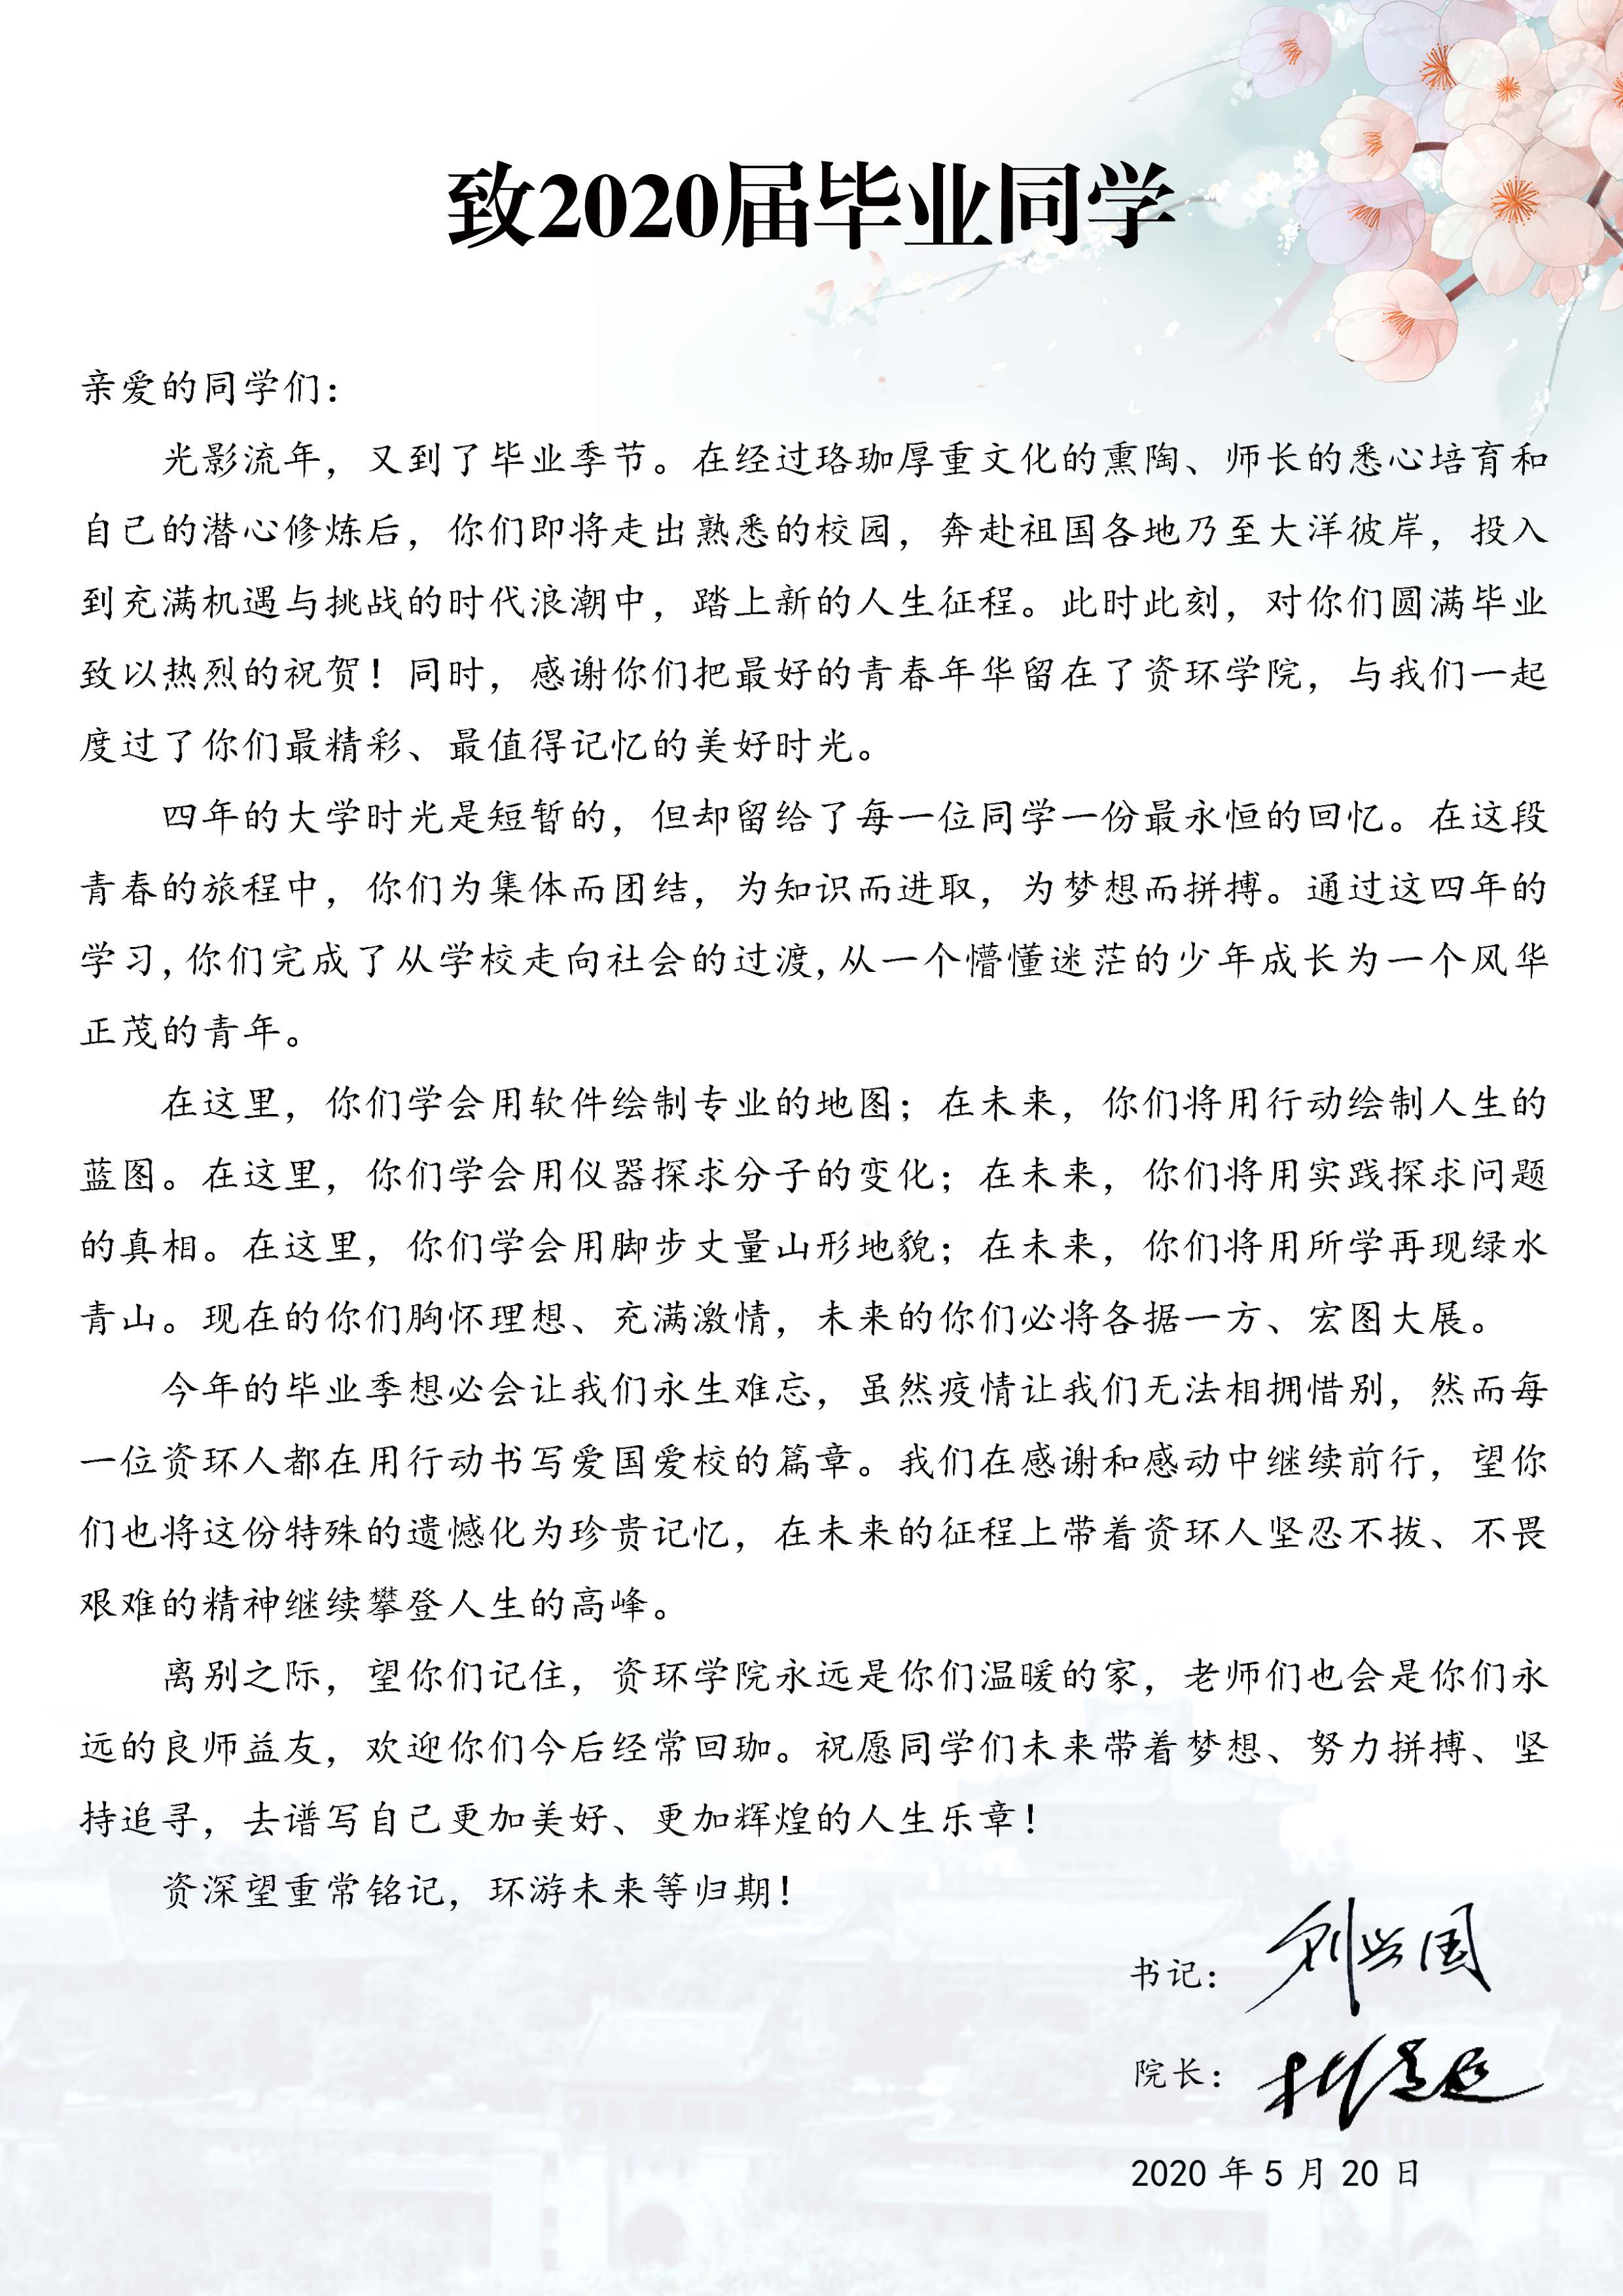 致2020届毕业同学
亲爱的同学们：
光影流年，又到了毕业季节。在经过珞珈厚重文化的熏陶、师长的悉心培育和
自己的潜心修炼后，你们即将走出熟悉的校园，奔赴祖国各地乃至大洋彼岸，投入
到充满机遇与挑战的时代浪潮中，踏上新的人生征程。此时此刻，对你们圆满毕业
致以热烈的祝贺！同时，感谢你们把最好的青春年华留在了资环学院，与我们一起
度过了你们最精彩、最值得记忆的美好时光。
四年的大学时光是短暂的，但却留给了每一位同学一份最永恒的回忆。在这段
青春的旅程中，你们为集体而团结，为知识而进取，为梦想而拼搏。通过这四年的
学习,你们完成了从学校走向社会的过渡,从一个懵懂迷茫的少年成长为一个风华
正茂的青年。
在这里，你们学会用软件绘制专业的地图；在未来，你们将用行动绘制人生的
蓝图。在这里，你们学会用仪器探求分子的变化；在未来，你们将用实践探求问题
的真相。在这里，你们学会用脚步丈量山形地貌；在未来，你们将用所学再现绿水
青山。现在的你们胸怀理想、充满激情，未来的你们必将各据一方、宏图大展。
今年的毕业季想必会让我们永生难忘，虽然疫情让我们无法相拥惜别，然而每
一位资环人都在用行动书写爱国爱校的篇章。我们在感谢和感动中继续前行，望你
们也将这份特殊的遗憾化为珍贵记忆，在未来的征程上带着资环人坚忍不拔、不畏
艰难的精神继续攀登人生的高峰。
离别之际，望你们记住，资环学院永远是你们温暖的家，老师们也会是你们永
远的良师益友，欢迎你们今后经常回珈。祝愿同学们未来带着梦想、努力拼搏、坚
持追寻，去谱写自己更加美好、更加辉煌的人生乐章！
资深望重常铭记，环游未来等归期！
书记：刘兴国
院长：
2020 年 5 月 20 日